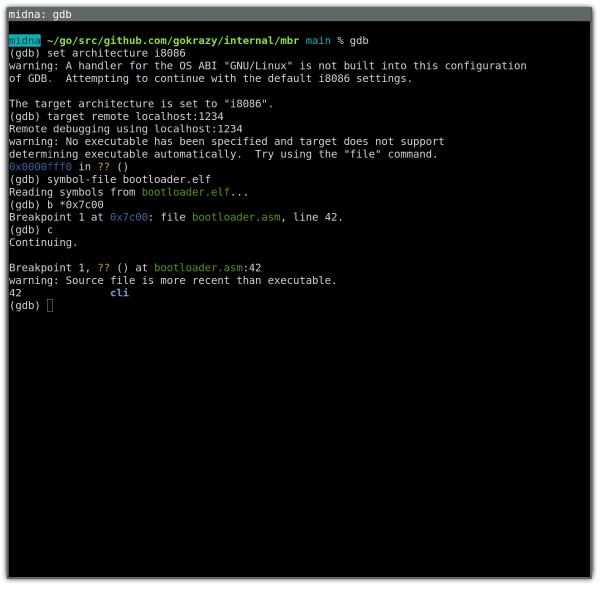 midna: gdb
midna ~/go/src/github.com/gokrazy/internal/mbr main % gdb
(gdb) set architecture i8086
warning: A handler for the OS ABI "GNU/Linux" is not built into this configuration
of GDB.  Attempting to continue with the default i8086 settings.
The target architecture is set to "i8086".
(gdb) target remote localhost:1234
Remote debugging using localhost:1234
warning: No executable has been specified and target does not support
determining executable automatically.  Try using the "file" command.
0x0000fff0 in ?? ()
(gdb) symbol-file bootloader.elf
Reading symbols from bootloader.elf...
(gdb) b *0x7c00
Breakpoint 1 at 0x7c00: file bootloader.asm, line 42.
(gdb) c
Continuing.
Breakpoint 1, ?? () at bootloader.asm:42
warning: Source file is more recent than executable.
42              cli
(gdb)